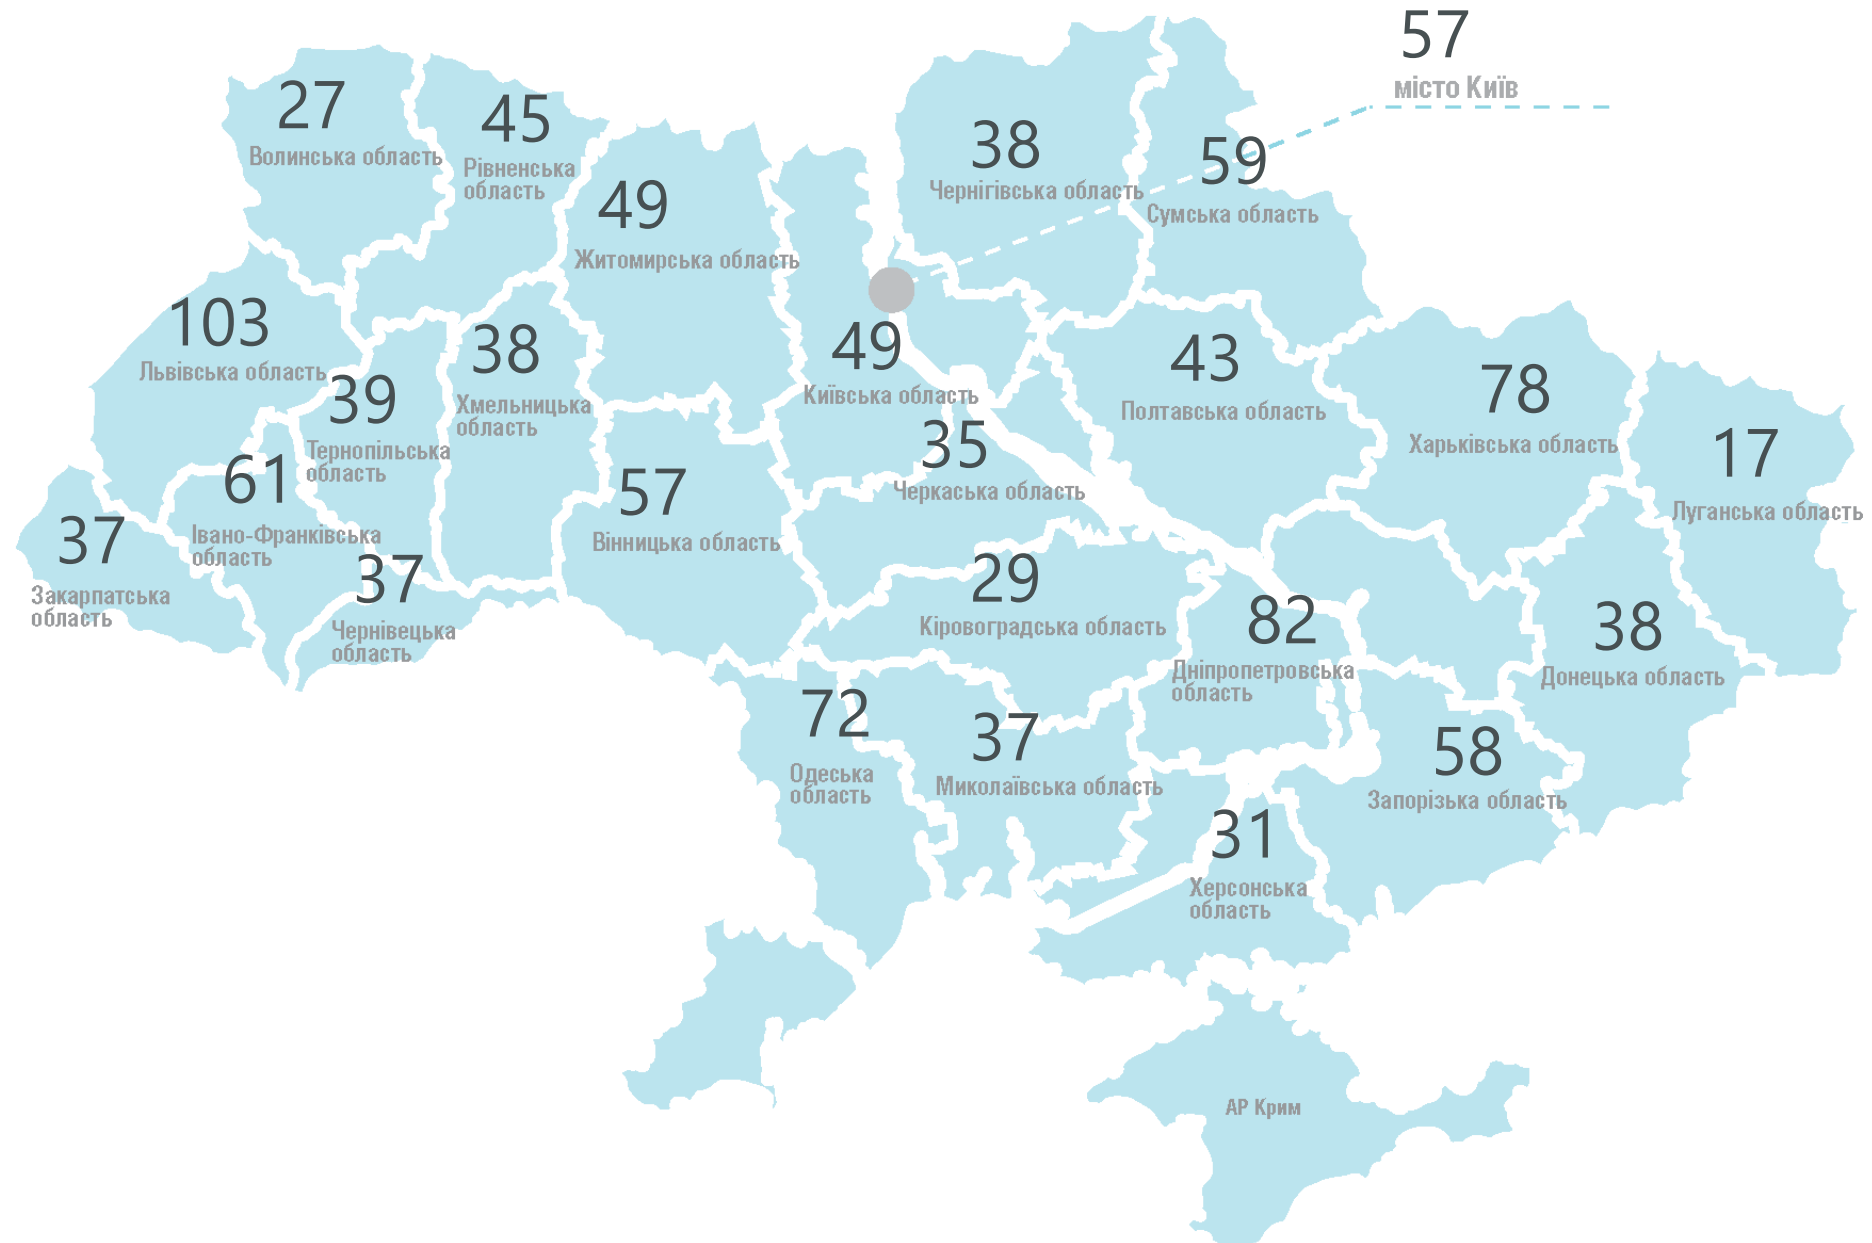 57
місто Київ
27
Волинська область
45
Рівненська
область
38
Чернігівська область
59
Сумська область
49
Житомирська область
103
Львівська область
38
Хмельницька
область
49
Київська область
43
Полтавська область
78
Харьківська область
17
Луганська область
39
Тернопільська
область
35
Черкаська область
61
Івано-Франківська
область
57
Вінницька область
37
Закарпатська
область
37
Чернівецька
область
29
Кіровоградська область
82
Дніпропетровська
область
38
Донецька область
72
Одеська
область
37
Миколаївська область
58
Запорізька область
31
Херсонська
область
АР Крим